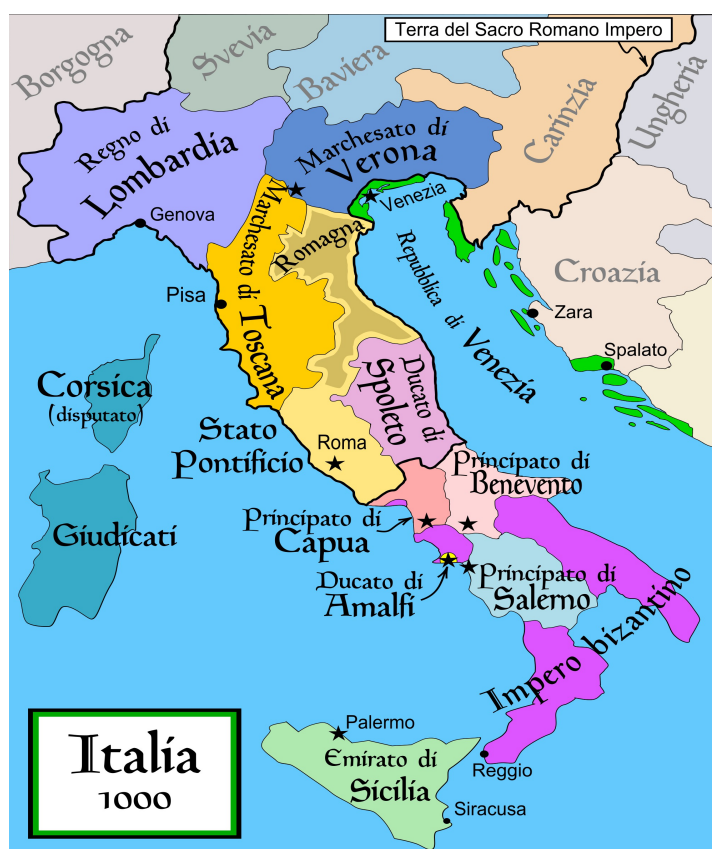 Terra del Sacro Romano Impero
Borgogna
Svevia
Baviera
Carinzia
Ungheria
Regno di
Lombardia
Marchesato di
Verona
Genova
Venezia
Marchesato di
Toscana
Romagna
Repubblica di
Venezia
Croazia
Pisa
Zara
Spalato
Corsica
(disputato)
Ducato di
Spoleto
Stato
Pontificio
Roma
Principato di
Benevento
Giudicati
Principato di
Capua
Ducato di
Amalfi
Principato di
Salerno
Impero bizantino
Italia
1000
Palermo
Emirato di
Sicilia
Reggio
Siracusa